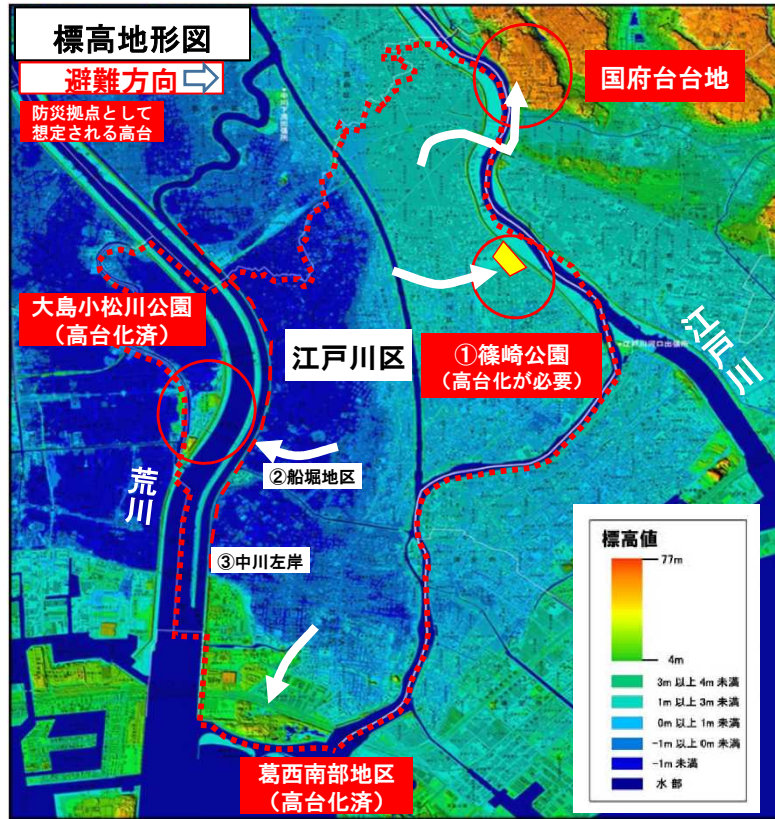 標高地形図
避難方向
防災拠点として
想定される高台
国府台台地
大島小松川公園
（高台化済）
江戸川区
①篠崎公園
（高台化が必要）
江戸川
荒川
②船堀地区
③中川左岸
葛西南部地区
（高台化済）
標高値
77m
4m
3m 以上 4m 未満
1m 以上 3m 未満
0m 以上 1m 未満
-1m 以上 0m 未満
-1m 未満
水 部